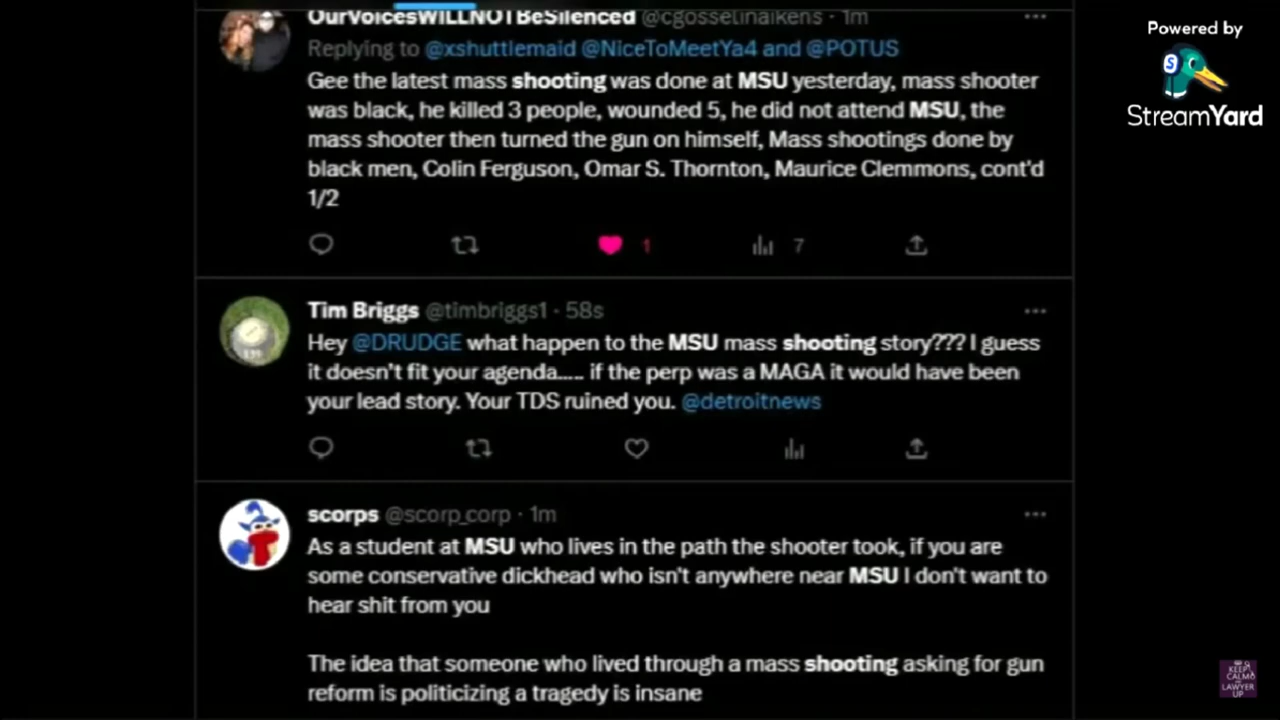 OurVoicesWILLNOTBeSilenced @cgosselinaikens · 1m
Replying to @xshuttlemaid @NiceToMeetYa4 and @POTUS
Gee the latest mass shooting was done at MSU yesterday, mass shooter
was black, he killed 3 people, wounded 5, he did not attend MSU, the
mass shooter then turned the gun on himself, Mass shootings done by
black men, Colin Ferguson, Omar S. Thornton, Maurice Clemmons, cont'd
1/2
1 7
Tim Briggs @timbriggs1 · 58s
Hey @DRUDGE what happen to the MSU mass shooting story??? I guess
it doesn't fit your agenda..... if the perp was a MAGA it would have been
your lead story. Your TDS ruined you. @detroitnews
scorps @scorp_corp · 1m
As a student at MSU who lives in the path the shooter took, if you are
some conservative dickhead who isn't anywhere near MSU I don't want to
hear shit from you
The idea that someone who lived through a mass shooting asking for gun
reform is politicizing a tragedy is insane
Powered by
S
StreamYard
KEEP
CALM
LAWYER
UP